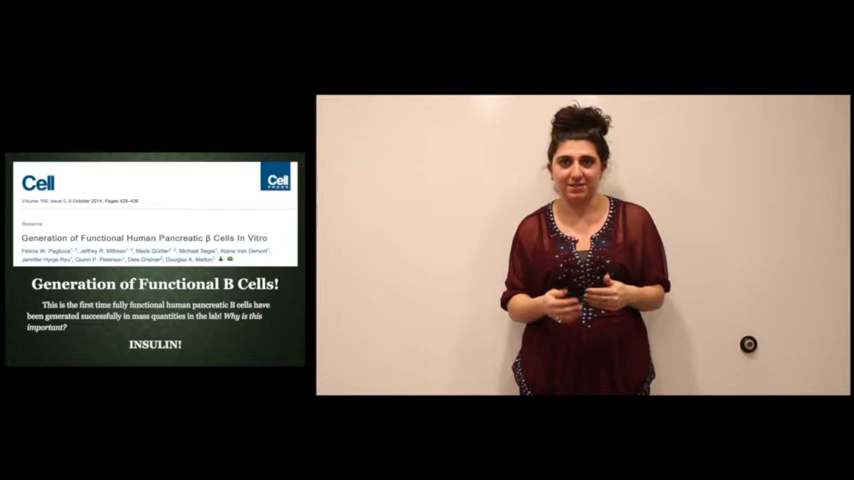 Cell
Cell
PRESS
Volume 159, Issue 2, 9 October 2014, Pages 428–439
Resource
Generation of Functional Human Pancreatic β Cells In Vitro
Felicia W. Pagliuca, Jeffrey R. Millman, Mads Gürtler, Michael Segel, Alana Van Dervort,
Jennifer Hyoje Ryu, Quinn P. Peterson, Dale Greiner, Douglas A. Melton
Generation of Functional B Cells!
This is the first time fully functional human pancreatic B cells have
been generated successfully in mass quantities in the lab! Why is this
important?
INSULIN!